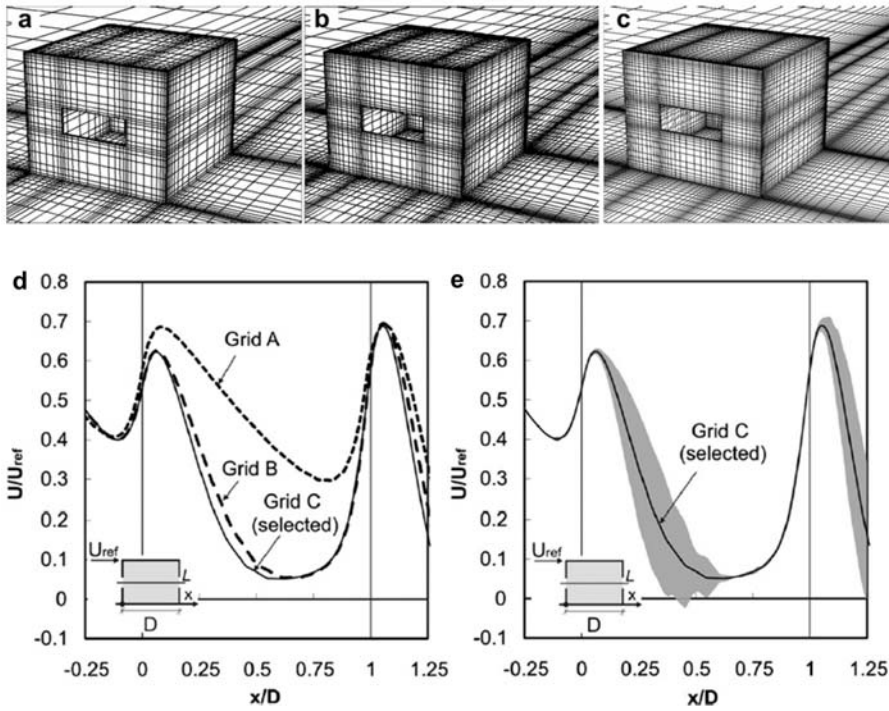 a
b
c
d
0.8
0.7
0.6
0.5
0.4
0.3
0.2
0.1
0
-0.1
U/Uref
Grid A
Grid B
Grid C
(selected)
Uref
L
x
D
-0.25
0
0.25
0.5
0.75
1
1.25
x/D
e
0.8
0.7
0.6
0.5
0.4
0.3
0.2
0.1
0
-0.1
U/Uref
Grid C
(selected)
Uref
L
x
D
-0.25
0
0.25
0.5
0.75
1
1.25
x/D